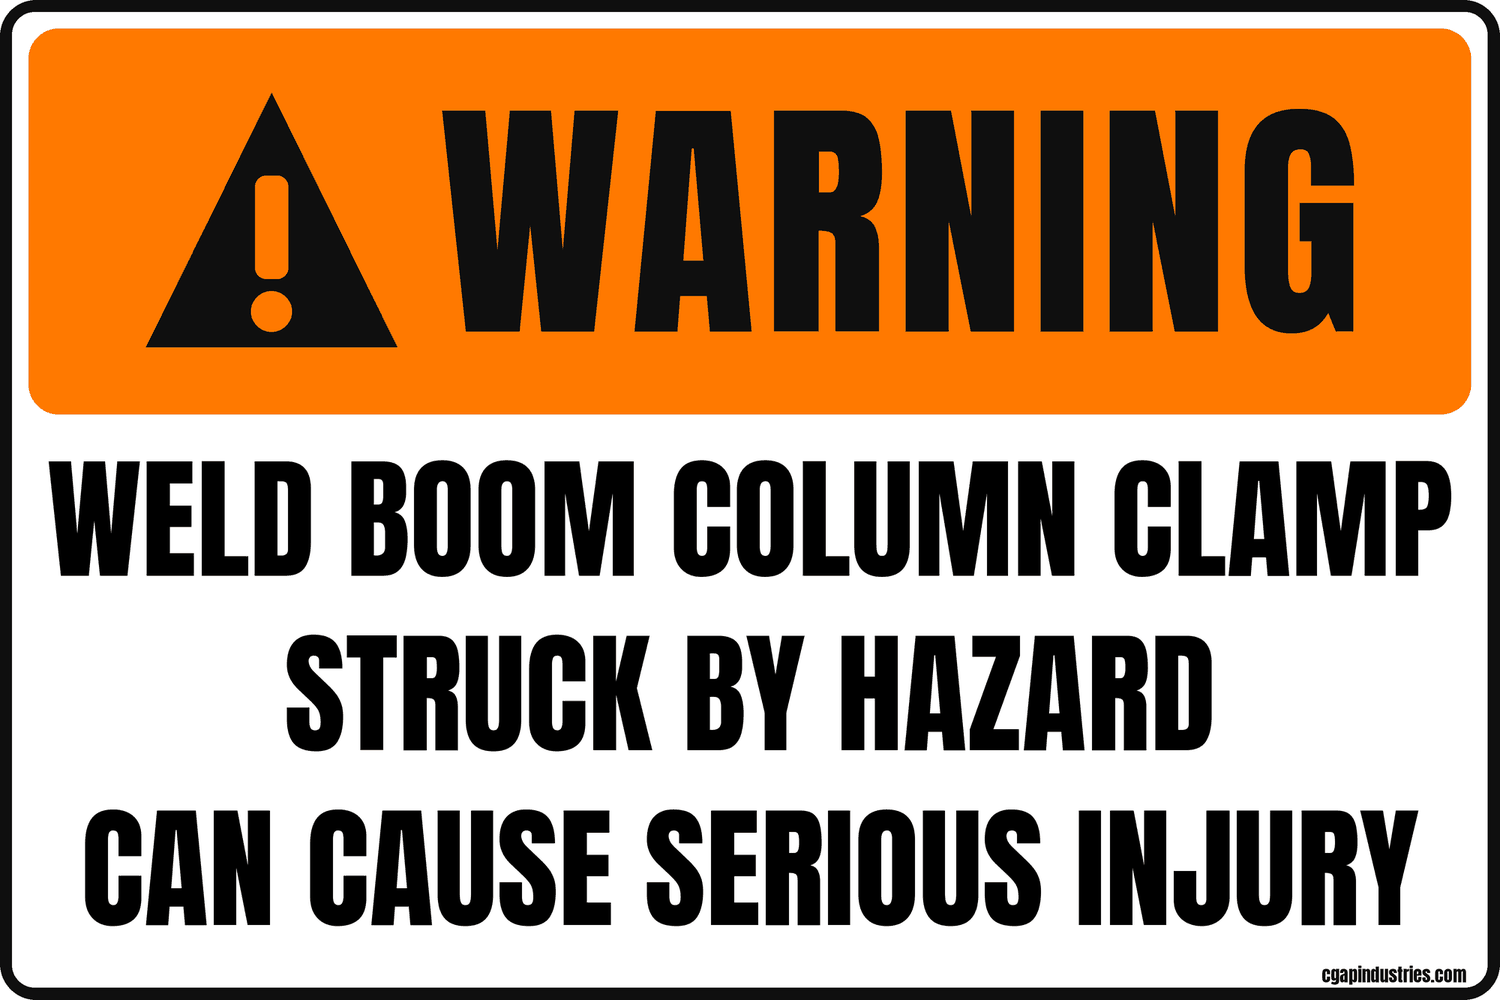 WARNING
WELD BOOM COLUMN CLAMP
STRUCK BY HAZARD
CAN CAUSE SERIOUS INJURY
cgapindustries.com